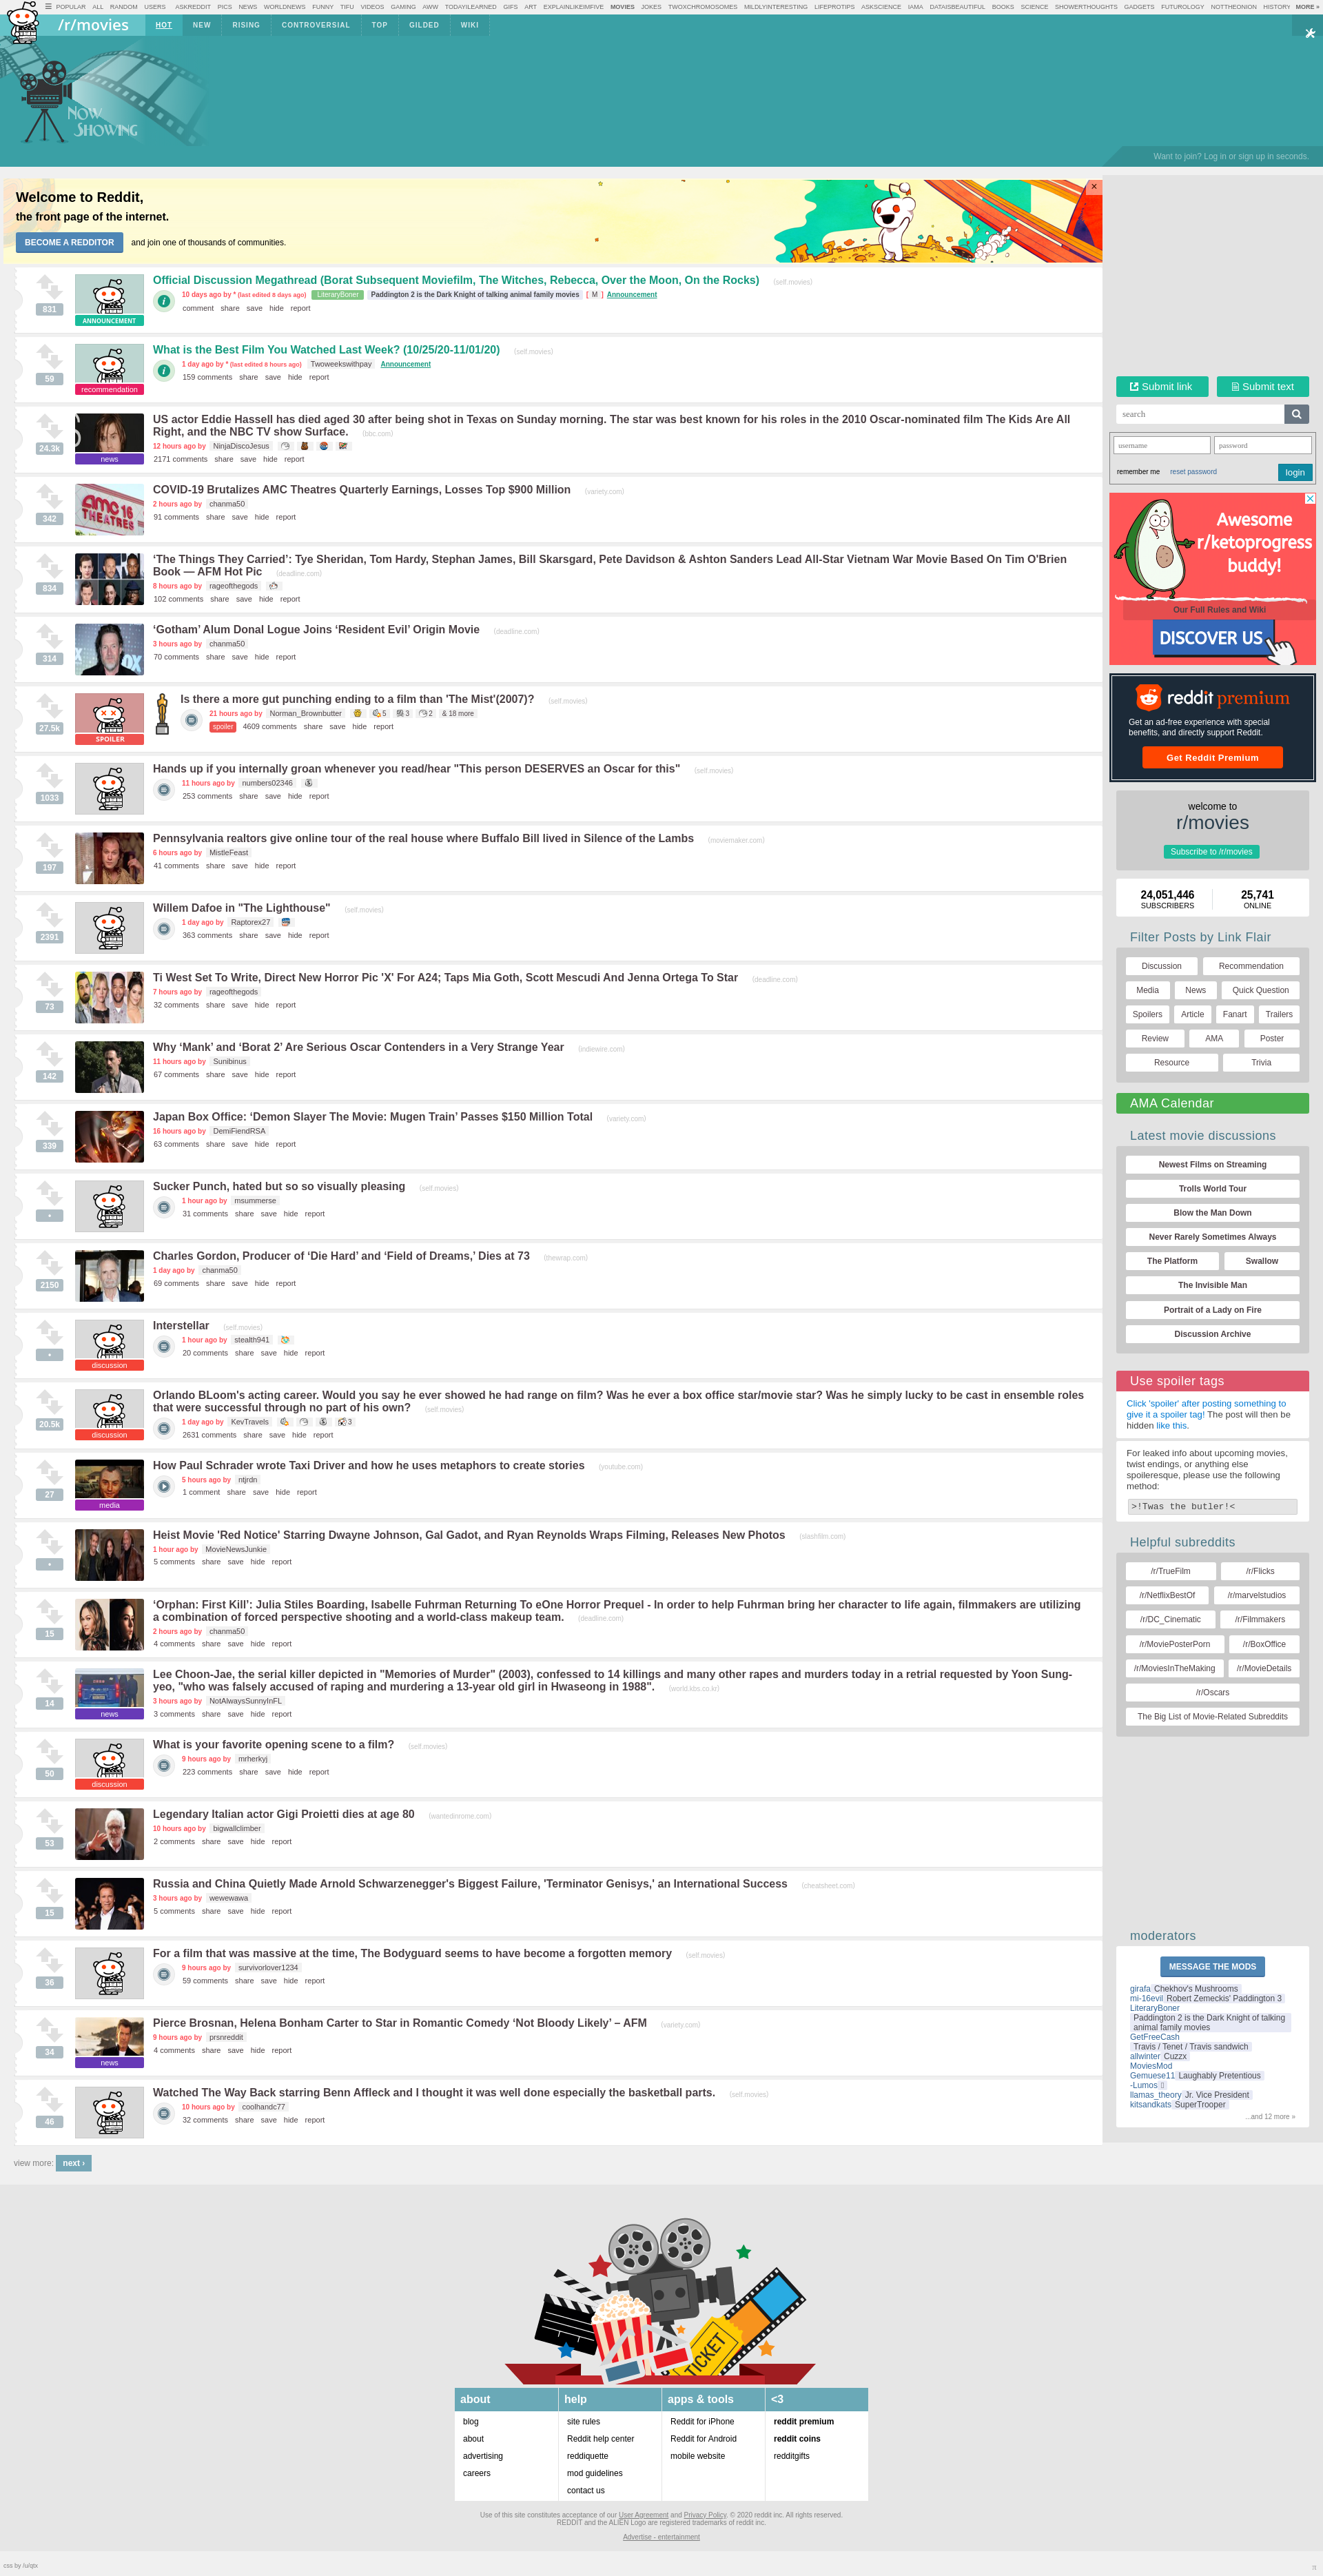 POPULAR ALL RANDOM USERS ASKREDDIT PICS NEWS WORLDNEWS FUNNY TIFU VIDEOS GAMING AWW TODAYILEARNED GIFS ART EXPLAINLIKEIMFIVE MOVIES JOKES TWOXCHROMOSOMES MILDLYINTERESTING LIFEPROTIPS ASKSCIENCE IAMA DATAISBEAUTIFUL BOOKS SCIENCE SHOWERTHOUGHTS GADGETS FUTUROLOGY NOTTHEONION HISTORY MORE »
/r/movies HOT NEW RISING CONTROVERSIAL TOP GILDED WIKI
NOW SHOWING
Want to join? Log in or sign up in seconds.
Welcome to Reddit,
the front page of the internet.
BECOME A REDDITOR and join one of thousands of communities.
831
ANNOUNCEMENT
Official Discussion Megathread (Borat Subsequent Moviefilm, The Witches, Rebecca, Over the Moon, On the Rocks) (self.movies)
10 days ago by * (last edited 8 days ago) LiteraryBoner Paddington 2 is the Dark Knight of talking animal family movies [ M ] Announcement
comment share save hide report
59
recommendation
What is the Best Film You Watched Last Week? (10/25/20-11/01/20) (self.movies)
1 day ago by * (last edited 8 hours ago) Twoweekswithpay Announcement
159 comments share save hide report
24.3k
news
US actor Eddie Hassell has died aged 30 after being shot in Texas on Sunday morning. The star was best known for his roles in the 2010 Oscar-nominated film The Kids Are All
Right, and the NBC TV show Surface. (bbc.com)
12 hours ago by NinjaDiscoJesus
2171 comments share save hide report
342
amc 16 THEATRES
COVID-19 Brutalizes AMC Theatres Quarterly Earnings, Losses Top $900 Million (variety.com)
2 hours ago by chanma50
91 comments share save hide report
834
‘The Things They Carried’: Tye Sheridan, Tom Hardy, Stephan James, Bill Skarsgard, Pete Davidson & Ashton Sanders Lead All-Star Vietnam War Movie Based On Tim O'Brien
Book — AFM Hot Pic (deadline.com)
8 hours ago by rageofthegods
102 comments share save hide report
314
‘Gotham’ Alum Donal Logue Joins ‘Resident Evil’ Origin Movie (deadline.com)
3 hours ago by chanma50
70 comments share save hide report
27.5k
SPOILER
Is there a more gut punching ending to a film than 'The Mist'(2007)? (self.movies)
21 hours ago by Norman_Brownbutter 5 3 2 & 18 more
spoiler 4609 comments share save hide report
1033
Hands up if you internally groan whenever you read/hear "This person DESERVES an Oscar for this" (self.movies)
11 hours ago by numbers02346
253 comments share save hide report
197
Pennsylvania realtors give online tour of the real house where Buffalo Bill lived in Silence of the Lambs (moviemaker.com)
6 hours ago by MistleFeast
41 comments share save hide report
2391
Willem Dafoe in "The Lighthouse" (self.movies)
1 day ago by Raptorex27
363 comments share save hide report
73
Ti West Set To Write, Direct New Horror Pic 'X' For A24; Taps Mia Goth, Scott Mescudi And Jenna Ortega To Star (deadline.com)
7 hours ago by rageofthegods
32 comments share save hide report
142
Why ‘Mank’ and ‘Borat 2’ Are Serious Oscar Contenders in a Very Strange Year (indiewire.com)
11 hours ago by Sunibinus
67 comments share save hide report
339
Japan Box Office: ‘Demon Slayer The Movie: Mugen Train’ Passes $150 Million Total (variety.com)
16 hours ago by DemiFiendRSA
63 comments share save hide report
•
Sucker Punch, hated but so so visually pleasing (self.movies)
1 hour ago by msummerse
31 comments share save hide report
2150
Charles Gordon, Producer of ‘Die Hard’ and ‘Field of Dreams,’ Dies at 73 (thewrap.com)
1 day ago by chanma50
69 comments share save hide report
•
discussion
Interstellar (self.movies)
1 hour ago by stealth941
20 comments share save hide report
20.5k
discussion
Orlando BLoom's acting career. Would you say he ever showed he had range on film? Was he ever a box office star/movie star? Was he simply lucky to be cast in ensemble roles
that were successful through no part of his own? (self.movies)
1 day ago by KevTravels 3
2631 comments share save hide report
27
media
How Paul Schrader wrote Taxi Driver and how he uses metaphors to create stories (youtube.com)
5 hours ago by ntjrdn
1 comment share save hide report
•
Heist Movie 'Red Notice' Starring Dwayne Johnson, Gal Gadot, and Ryan Reynolds Wraps Filming, Releases New Photos (slashfilm.com)
1 hour ago by MovieNewsJunkie
5 comments share save hide report
15
‘Orphan: First Kill’: Julia Stiles Boarding, Isabelle Fuhrman Returning To eOne Horror Prequel - In order to help Fuhrman bring her character to life again, filmmakers are utilizing
a combination of forced perspective shooting and a world-class makeup team. (deadline.com)
2 hours ago by chanma50
4 comments share save hide report
14
news
Lee Choon-Jae, the serial killer depicted in "Memories of Murder" (2003), confessed to 14 killings and many other rapes and murders today in a retrial requested by Yoon Sung-
yeo, "who was falsely accused of raping and murdering a 13-year old girl in Hwaseong in 1988". (world.kbs.co.kr)
3 hours ago by NotAlwaysSunnyInFL
3 comments share save hide report
50
discussion
What is your favorite opening scene to a film? (self.movies)
9 hours ago by mrherkyj
223 comments share save hide report
53
Legendary Italian actor Gigi Proietti dies at age 80 (wantedinrome.com)
10 hours ago by bigwallclimber
2 comments share save hide report
15
Russia and China Quietly Made Arnold Schwarzenegger's Biggest Failure, 'Terminator Genisys,' an International Success (cheatsheet.com)
3 hours ago by wewewawa
5 comments share save hide report
36
For a film that was massive at the time, The Bodyguard seems to have become a forgotten memory (self.movies)
9 hours ago by survivorlover1234
59 comments share save hide report
34
news
Pierce Brosnan, Helena Bonham Carter to Star in Romantic Comedy ‘Not Bloody Likely’ – AFM (variety.com)
9 hours ago by prsnreddit
4 comments share save hide report
46
Watched The Way Back starring Benn Affleck and I thought it was well done especially the basketball parts. (self.movies)
10 hours ago by coolhandc77
32 comments share save hide report
view more: next ›
Submit link Submit text
search
username password
remember me reset password login
Awesome
r/ketoprogress
buddy!
Our Full Rules and Wiki
DISCOVER US
reddit premium
Get an ad-free experience with special
benefits, and directly support Reddit.
Get Reddit Premium
welcome to
r/movies
Subscribe to /r/movies
24,051,446 25,741
SUBSCRIBERS ONLINE
Filter Posts by Link Flair
Discussion Recommendation
Media News Quick Question
Spoilers Article Fanart Trailers
Review AMA Poster
Resource Trivia
AMA Calendar
Latest movie discussions
Newest Films on Streaming
Trolls World Tour
Blow the Man Down
Never Rarely Sometimes Always
The Platform Swallow
The Invisible Man
Portrait of a Lady on Fire
Discussion Archive
Use spoiler tags
Click 'spoiler' after posting something to
give it a spoiler tag! The post will then be
hidden like this.
For leaked info about upcoming movies,
twist endings, or anything else
spoileresque, please use the following
method:
>!Twas the butler!<
Helpful subreddits
/r/TrueFilm /r/Flicks
/r/NetflixBestOf /r/marvelstudios
/r/DC_Cinematic /r/Filmmakers
/r/MoviePosterPorn /r/BoxOffice
/r/MoviesInTheMaking /r/MovieDetails
/r/Oscars
The Big List of Movie-Related Subreddits
moderators
MESSAGE THE MODS
girafa Chekhov's Mushrooms
mi-16evil Robert Zemeckis' Paddington 3
LiteraryBoner
Paddington 2 is the Dark Knight of talking
animal family movies
GetFreeCash
Travis / Tenet / Travis sandwich
allwinter Cuzzx
MoviesMod
Gemuese11 Laughably Pretentious
-Lumos
llamas_theory Jr. Vice President
kitsandkats SuperTrooper
...and 12 more »
TICKET
about help apps & tools <3
blog site rules Reddit for iPhone reddit premium
about Reddit help center Reddit for Android reddit coins
advertising reddiquette mobile website redditgifts
careers mod guidelines
contact us
Use of this site constitutes acceptance of our User Agreement and Privacy Policy. © 2020 reddit inc. All rights reserved.
REDDIT and the ALIEN Logo are registered trademarks of reddit inc.
Advertise - entertainment
css by /u/qtx π